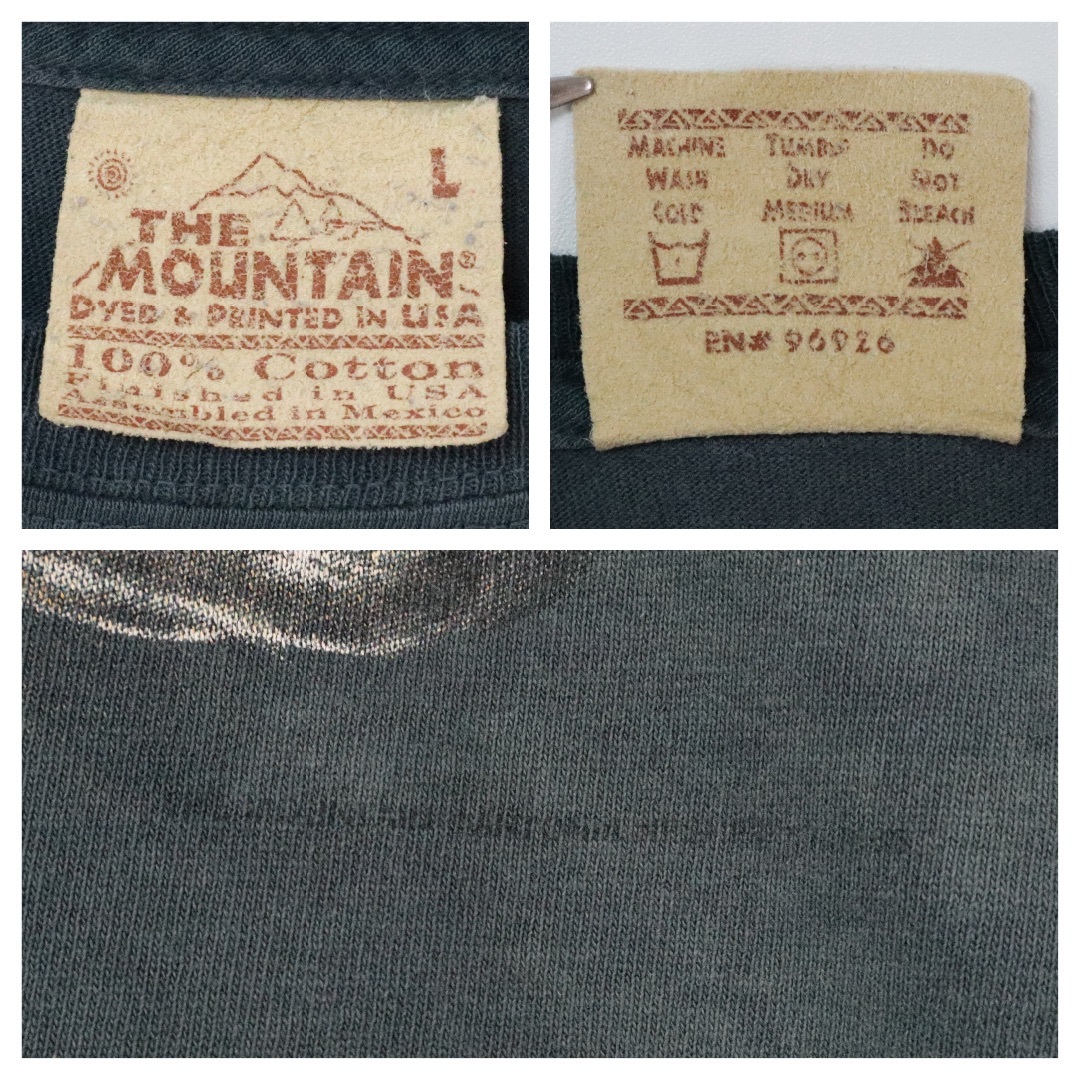 L
THE
MOUNTAIN®
DYED & PRINTED IN USA
100% Cotton
Finished in USA
Assembled in Mexico
MACHINE WASH COLD
TUMBLE DRY MEDIUM
DO NOT BLEACH
RN# 96926